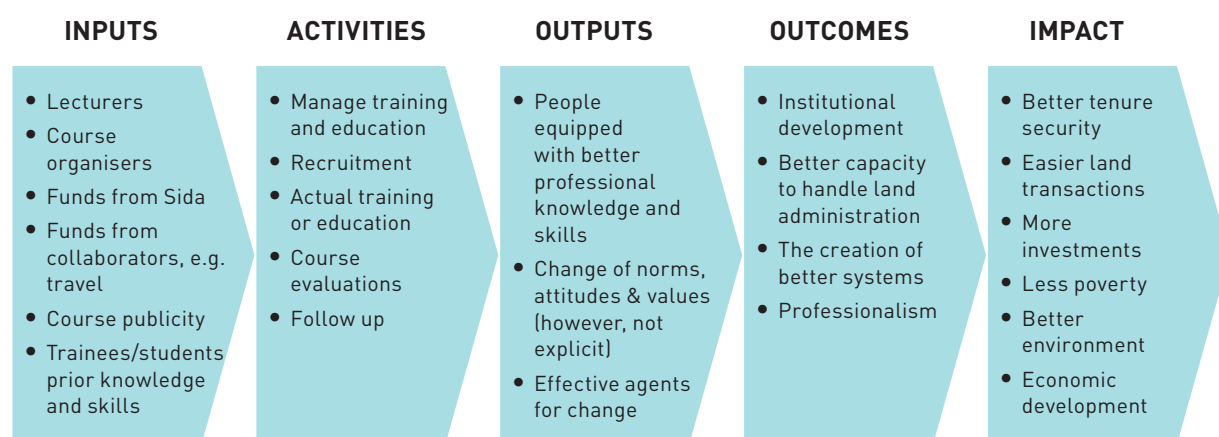 INPUTS
• Lecturers
• Course
organisers
• Funds from Sida
• Funds from
collaborators, e.g.
travel
• Course publicity
• Trainees/students
prior knowledge
and skills
ACTIVITIES
• Manage training
and education
• Recruitment
• Actual training
or education
• Course
evaluations
• Follow up
OUTPUTS
• People
equipped
with better
professional
knowledge and
skills
• Change of norms,
attitudes & values
(however, not
explicit)
• Effective agents
for change
OUTCOMES
• Institutional
development
• Better capacity
to handle land
administration
• The creation of
better systems
• Professionalism
IMPACT
• Better tenure
security
• Easier land
transactions
• More
investments
• Less poverty
• Better
environment
• Economic
development